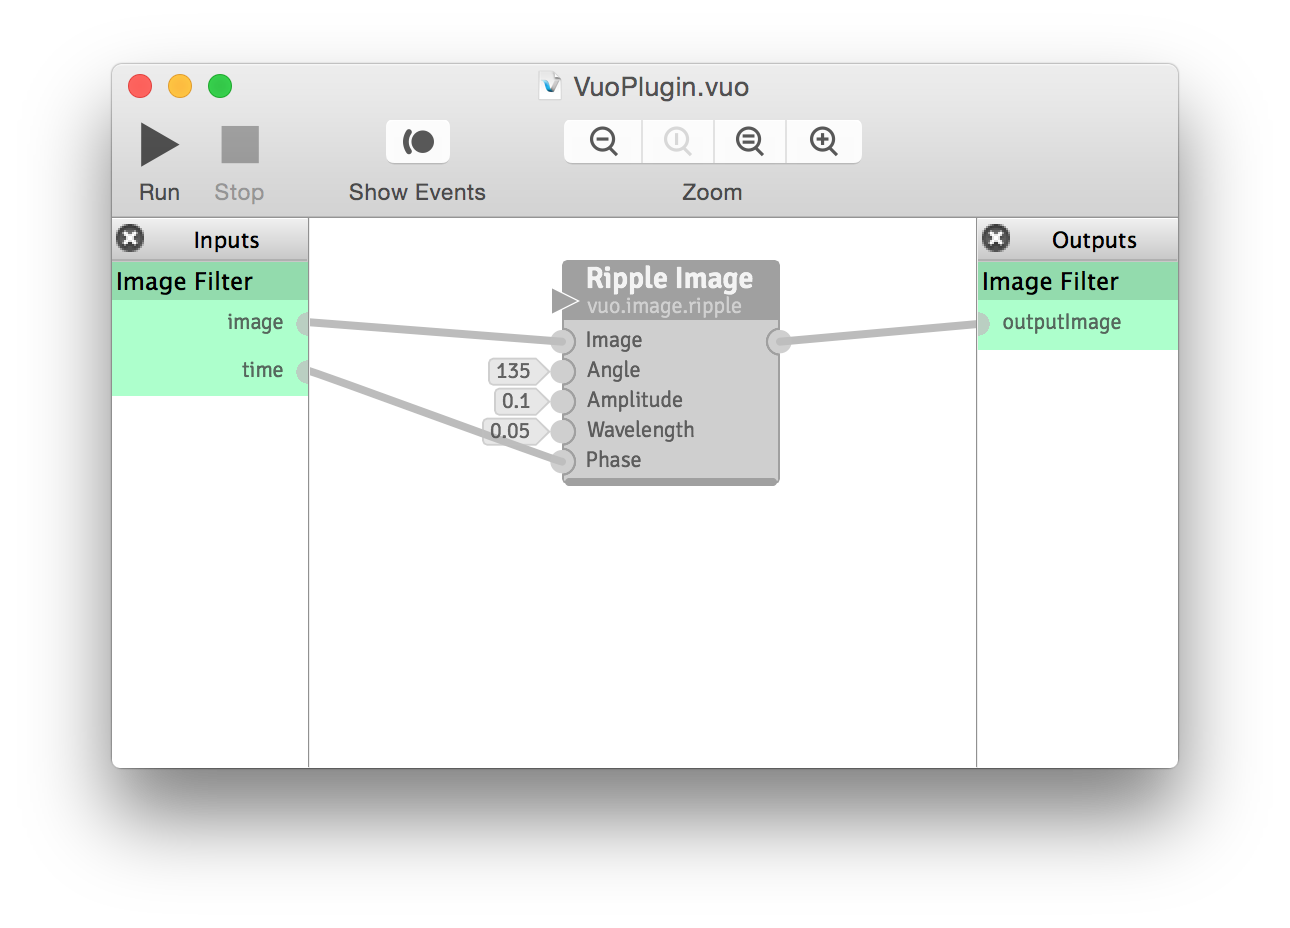 VuoPlugin.vuo
Run
Stop
Show Events
Zoom
Inputs
Image Filter
image
time
Ripple Image
vuo.image.ripple
Image
135 Angle
0.1 Amplitude
0.05 Wavelength
Phase
Outputs
Image Filter
outputImage